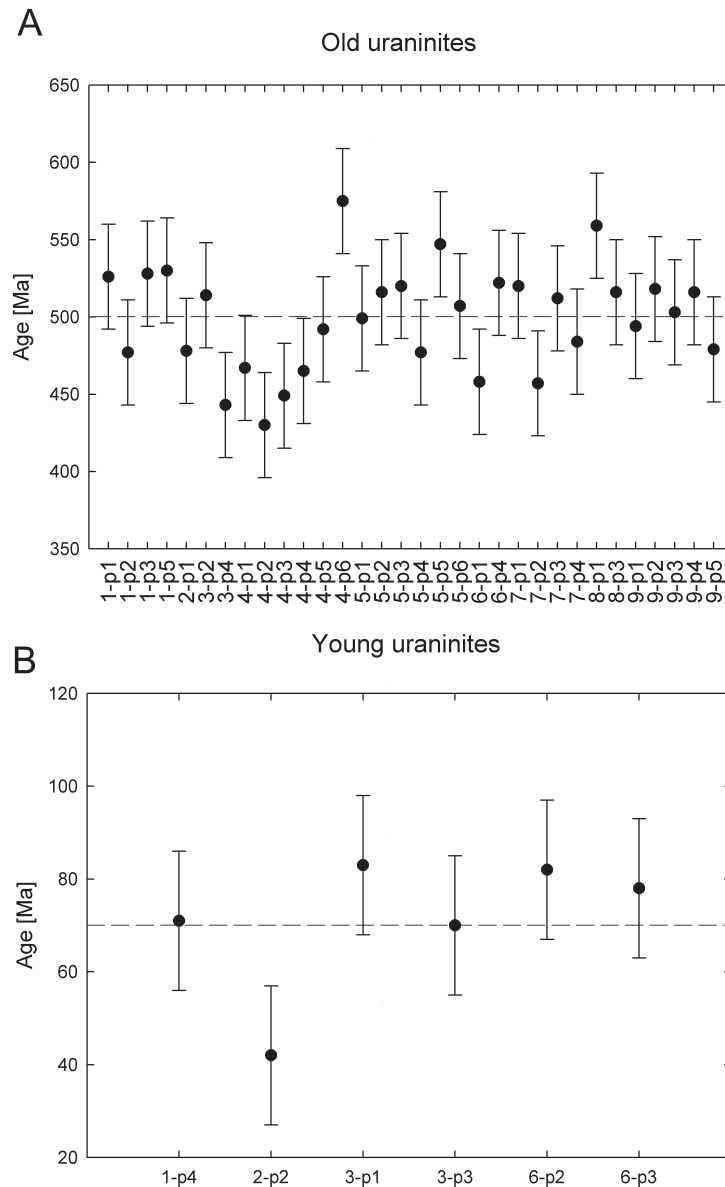 A
Old uraninites
650
600
550
500
450
400
350
Age [Ma]
1-p1
1-p2
1-p3
1-p5
2-p1
3-p2
3-p4
4-p1
4-p2
4-p3
4-p4
4-p5
4-p6
5-p1
5-p2
5-p3
5-p4
5-p5
5-p6
6-p1
6-p4
7-p1
7-p2
7-p3
7-p4
8-p1
8-p3
9-p1
9-p2
9-p3
9-p4
9-p5
B
Young uraninites
120
100
80
60
40
20
Age [Ma]
1-p4 2-p2 3-p1 3-p3 6-p2 6-p3